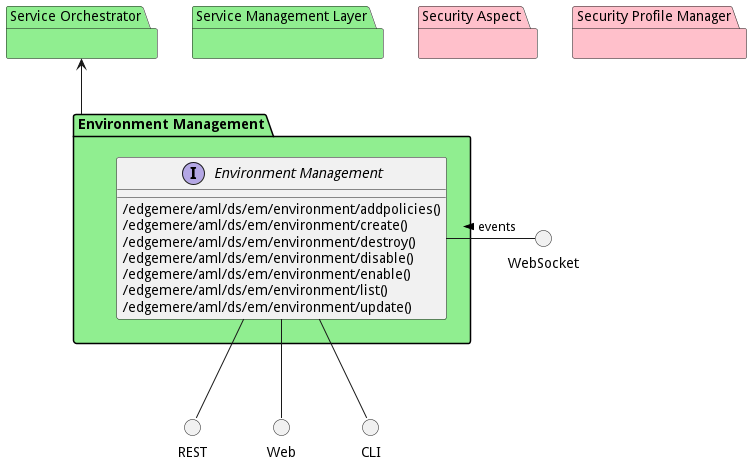 Service Orchestrator
Service Management Layer
Security Aspect
Security Profile Manager
Environment Management
I
Environment Management
/edgemere/aml/ds/em/environment/addpolicies()
/edgemere/aml/ds/em/environment/create()
/edgemere/aml/ds/em/environment/destroy()
/edgemere/aml/ds/em/environment/disable()
/edgemere/aml/ds/em/environment/enable()
/edgemere/aml/ds/em/environment/list()
/edgemere/aml/ds/em/environment/update()
events
WebSocket
REST
Web
CLI